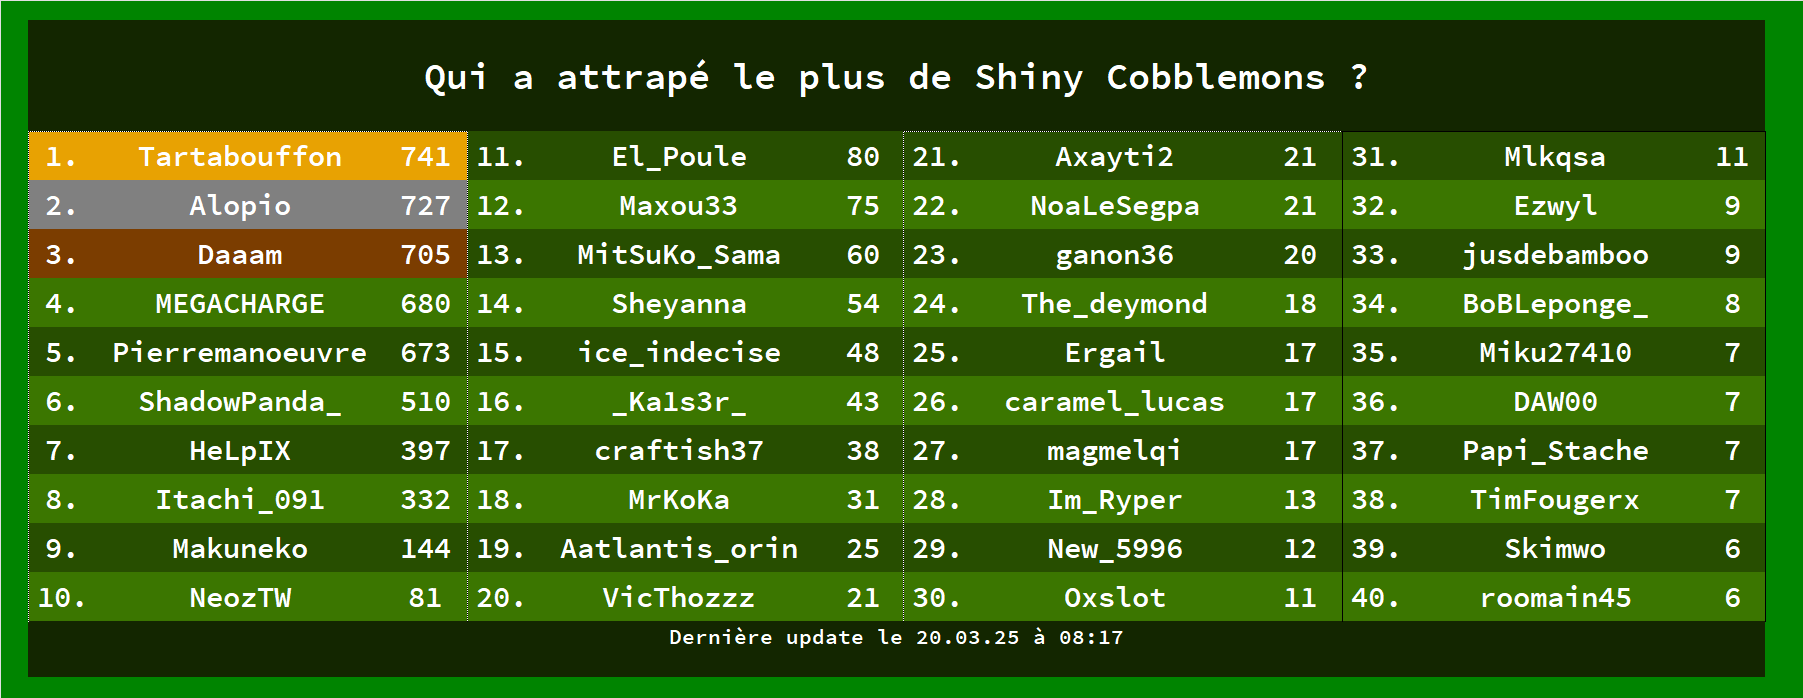 Qui a attrapé le plus de Shiny Cobblemons ?
1. Tartabouffon 741 11. El_Poule 80 21. Axayti2 21 31. Mlkqsa 11
2. Alopio 727 12. Maxou33 75 22. NoaLeSegpa 21 32. Ezwyl 9
3. Daaam 705 13. MitSuKo_Sama 60 23. ganon36 20 33. jusdebamboo 9
4. MEGACHARGE 680 14. Sheyanna 54 24. The_deymond 18 34. BoBLeponge_ 8
5. Pierremanoeuvre 673 15. ice_indecise 48 25. Ergail 17 35. Miku27410 7
6. ShadowPanda_ 510 16. _Ka1s3r_ 43 26. caramel_lucas 17 36. DAW00 7
7. HeLpIX 397 17. craftish37 38 27. magmelqi 17 37. Papi_Stache 7
8. Itachi_091 332 18. MrKoKa 31 28. Im_Ryper 13 38. TimFougerx 7
9. Makuneko 144 19. Aatlantis_orin 25 29. New_5996 12 39. Skimwo 6
10. NeozTW 81 20. VicThozzz 21 30. Oxslot 11 40. roomain45 6
Dernière update le 20.03.25 à 08:17